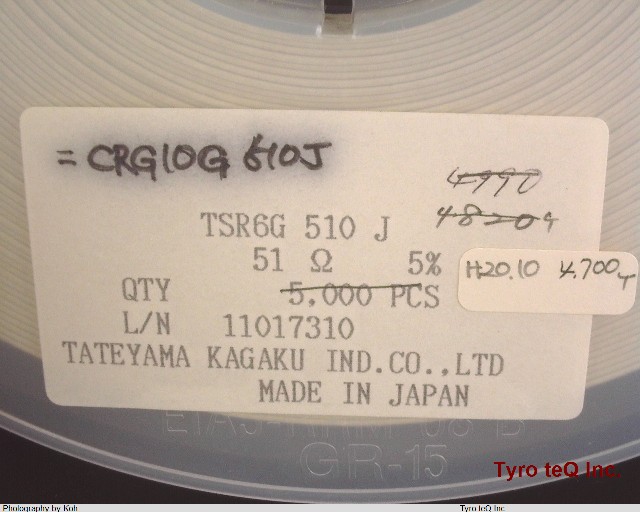 = CRG10G 510J
4990
48204
TSR6G 510 J
51 Ω 5%
H20.10 4,700
QTY 5,000 PCS
L/N 11017310
TATEYAMA KAGAKU IND.CO.,LTD
MADE IN JAPAN
GR-15
Tyro teQ Inc.
Photography by Koh
Tyro teQ Inc